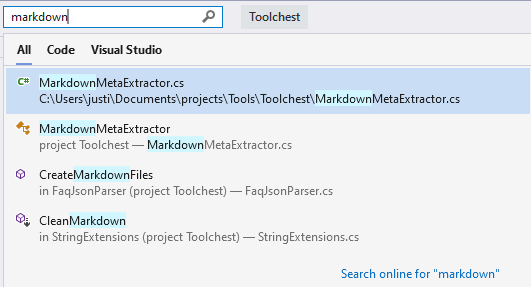 markdown
Toolchest
All Code Visual Studio
C# MarkdownMetaExtractor.cs
C:\Users\justi\Documents\projects\Tools\Toolchest\MarkdownMetaExtractor.cs
MarkdownMetaExtractor
project Toolchest — MarkdownMetaExtractor.cs
CreateMarkdownFiles
in FaqJsonParser (project Toolchest) — FaqJsonParser.cs
CleanMarkdown
in StringExtensions (project Toolchest) — StringExtensions.cs
Search online for "markdown"